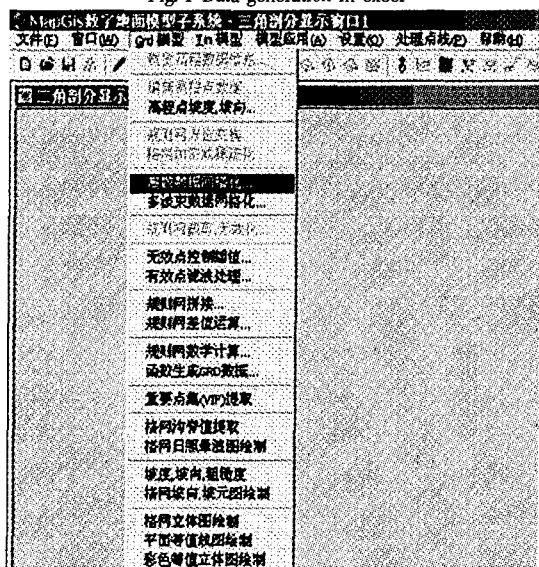 Fig. 1 Data generation in excel
MapGis数字地面模型子系统 - 三角剖分显示窗口1
文件(F) 窗口(W) Grd模型 Tn模型 模型应用(A) 设置(O) 处理点线(P) 帮助(H)
三角剖分显示
高程点坡度,坡向...
离散数据网格化...
多波束数据网格化...
无效点控制插值...
有效点滤波处理...
规则网拼接...
规则网差值运算...
规则网数学计算...
函数生成GRD数据...
重要点集(VIP)提取
格网沟脊值提取
格网日照晕渲图绘制
坡度,坡向,粗糙度
格网坡向,坡元图绘制
格网立体图绘制
平面等值线图绘制
彩色等值立体图绘制